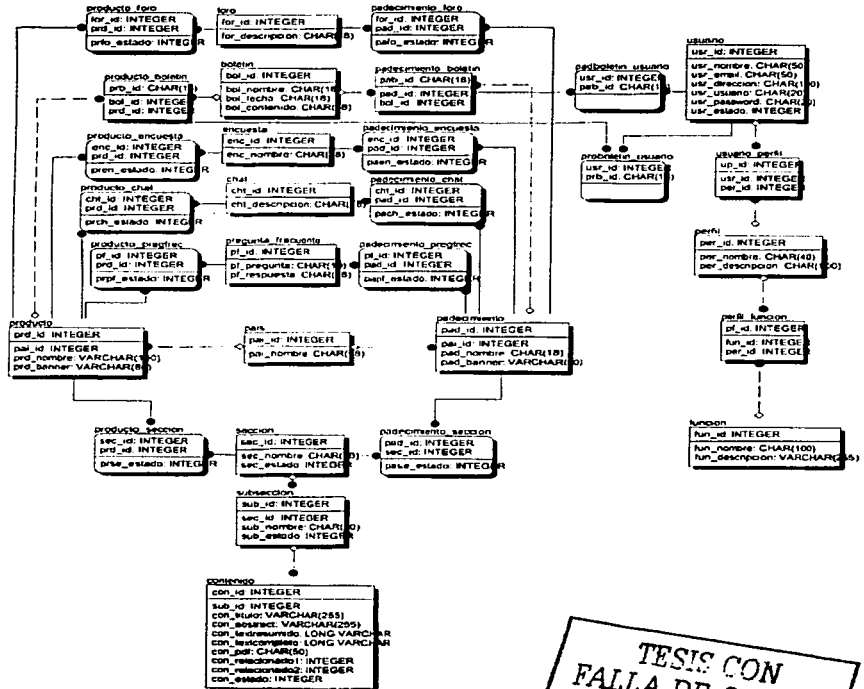 producto_foro
for_id: INTEGER
prd_id: INTEGER
prfo_estado: INTEGER
foro
for_id: INTEGER
for_descripcion: CHAR(18)
padecimiento_foro
for_id: INTEGER
pad_id: INTEGER
pafo_estado: INTEGER
usuario
usr_id: INTEGER
usr_nombre: CHAR(50)
usr_email: CHAR(50)
usr_direccion: CHAR(100)
usr_usuario: CHAR(20)
usr_password: CHAR(20)
usr_estado: INTEGER
producto_boletin
prb_id: CHAR(18)
bol_id: INTEGER
prd_id: INTEGER
boletin
bol_id: INTEGER
bol_nombre: CHAR(18)
bol_fecha: CHAR(18)
bol_contenido: CHAR(18)
padecimiento_boletin
pab_id: CHAR(18)
pad_id: INTEGER
bol_id: INTEGER
padboletin_usuario
usr_id: INTEGER
pab_id: CHAR(18)
producto_encuesta
enc_id: INTEGER
prd_id: INTEGER
pren_estado: INTEGER
encuesta
enc_id: INTEGER
enc_nombre: CHAR(18)
padecimiento_encuesta
enc_id: INTEGER
pad_id: INTEGER
paen_estado: INTEGER
proboletin_usuario
usr_id: INTEGER
prb_id: CHAR(18)
usuario_perfil
up_id: INTEGER
usr_id: INTEGER
per_id: INTEGER
producto_chat
cht_id: INTEGER
prd_id: INTEGER
prch_estado: INTEGER
chat
cht_id: INTEGER
cht_descripcion: CHAR(18)
padecimiento_chat
cht_id: INTEGER
pad_id: INTEGER
pach_estado: INTEGER
producto_pregfrec
pf_id: INTEGER
prd_id: INTEGER
prpf_estado: INTEGER
pregunta_frecuente
pf_id: INTEGER
pf_pregunta: CHAR(18)
pf_respuesta: CHAR(18)
padecimiento_pregfrec
pf_id: INTEGER
pad_id: INTEGER
papf_estado: INTEGER
perfil
per_id: INTEGER
per_nombre: CHAR(40)
per_descripcion: CHAR(100)
producto
prd_id: INTEGER
pai_id: INTEGER
prd_nombre: VARCHAR(100)
prd_banner: VARCHAR(80)
pais
pai_id: INTEGER
pai_nombre: CHAR(18)
padecimiento
pad_id: INTEGER
pai_id: INTEGER
pad_nombre: CHAR(18)
pad_banner: VARCHAR(80)
perfil_funcion
pf_id: INTEGER
fun_id: INTEGER
per_id: INTEGER
producto_seccion
sec_id: INTEGER
prd_id: INTEGER
prse_estado: INTEGER
seccion
sec_id: INTEGER
sec_nombre: CHAR(
sec_estado: INTEGER
padecimiento_seccion
pad_id: INTEGER
sec_id: INTEGER
pase_estado: INTEGER
funcion
fun_id: INTEGER
fun_nombre: CHAR(100)
fun_descripcion: VARCHAR(255)
subseccion
sub_id: INTEGER
sec_id: INTEGER
sub_nombre: CHAR(
sub_estado: INTEGER
contenido
con_id: INTEGER
sub_id: INTEGER
con_titulo: VARCHAR(255)
con_abstract: VARCHAR(255)
con_textresumido: LONG VARCHAR
con_textcompleto: LONG VARCHAR
con_pdf: CHAR(50)
con_relacionado1: INTEGER
con_relacionado2: INTEGER
con_estado: INTEGER
TESIS CON
FALLA DE